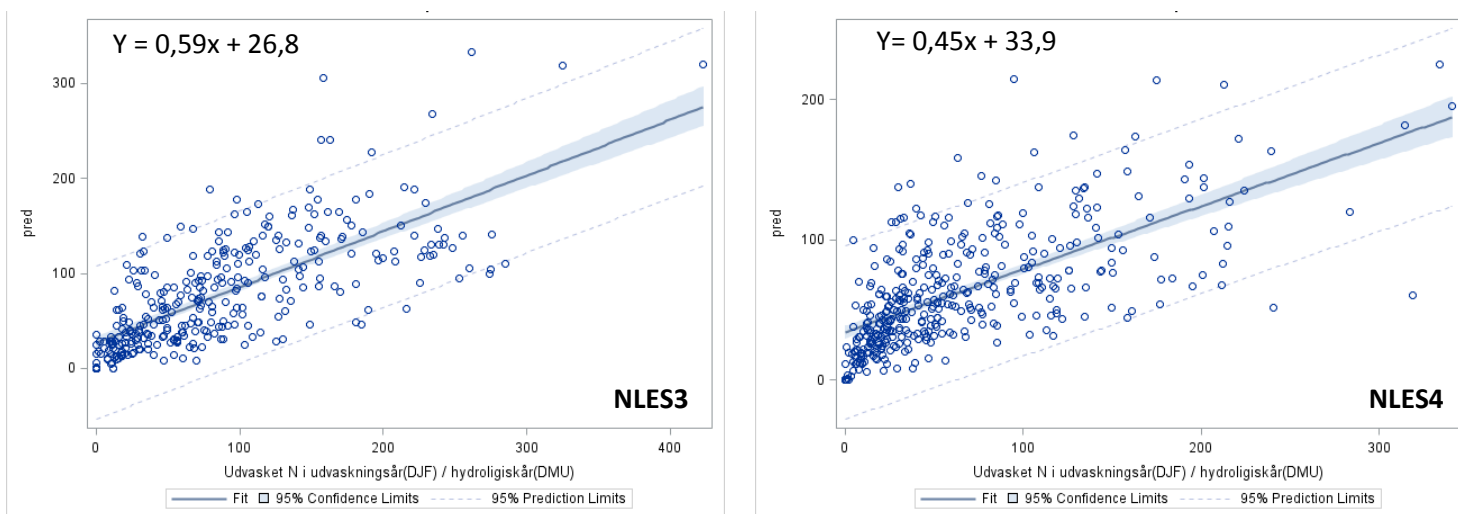 Y = 0,59x + 26,8
300
200
100
0
pred
NLES3
0 100 200 300 400
Udvasket N i udvaskningsår(DJF) / hydroligiskår(DMU)
Fit 95% Confidence Limits 95% Prediction Limits
Y= 0,45x + 33,9
200
100
0
pred
NLES4
0 100 200 300
Udvasket N i udvaskningsår(DJF) / hydroligiskår(DMU)
Fit 95% Confidence Limits 95% Prediction Limits